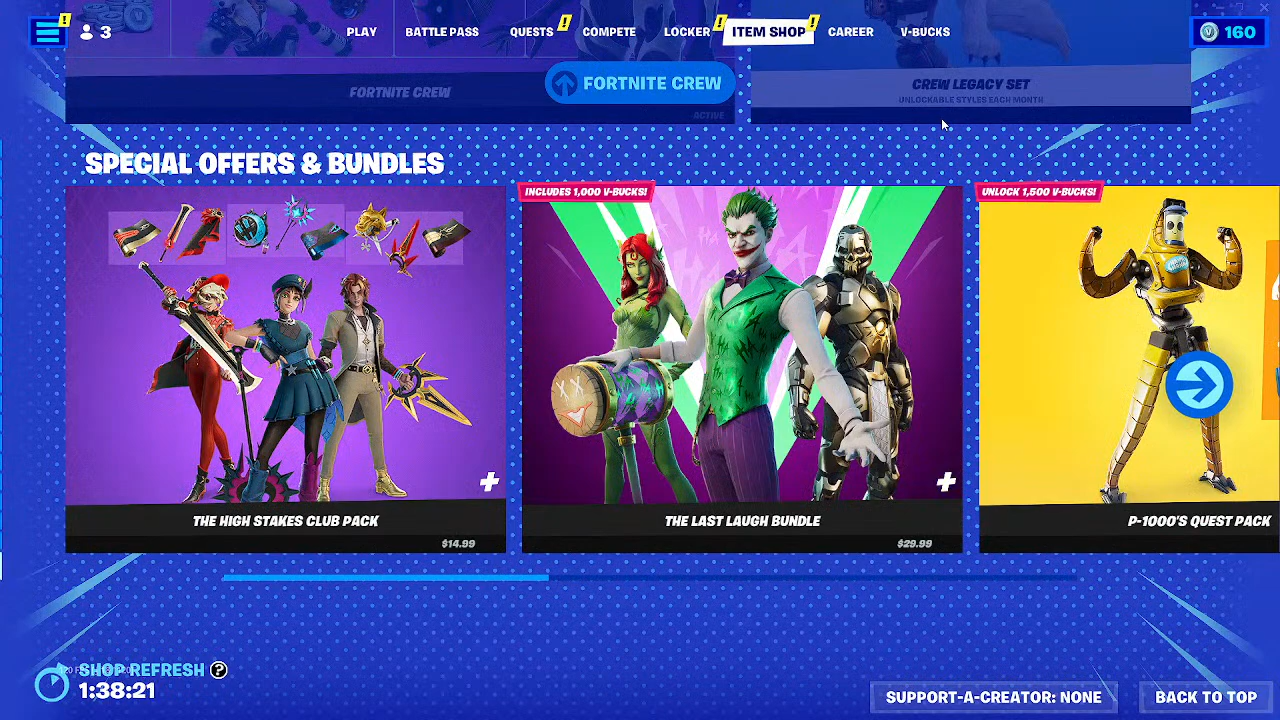 3
PLAY
BATTLE PASS
QUESTS
COMPETE
LOCKER
ITEM SHOP
CAREER
V-BUCKS
160
FORTNITE CREW
FORTNITE CREW
CREW LEGACY SET
UNLOCKABLE STYLES EACH MONTH
ACTIVE
SPECIAL OFFERS & BUNDLES
INCLUDES 1,000 V-BUCKS!
UNLOCK 1,500 V-BUCKS!
THE HIGH STAKES CLUB PACK
$14.99
THE LAST LAUGH BUNDLE
$29.99
P-1000'S QUEST PACK
SHOP REFRESH ?
1:38:21
SUPPORT-A-CREATOR: NONE
BACK TO TOP